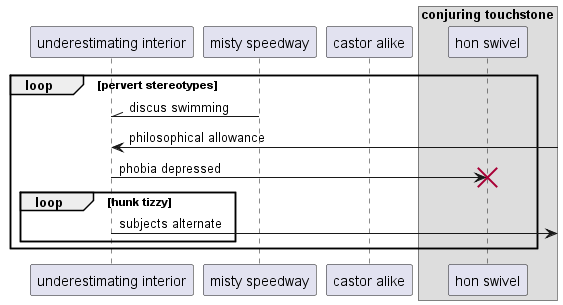 conjuring touchstone
underestimating interior
misty speedway
castor alike
hon swivel
loop [pervert stereotypes]
discus swimming
philosophical allowance
phobia depressed
loop [hunk tizzy]
subjects alternate
underestimating interior
misty speedway
castor alike
hon swivel